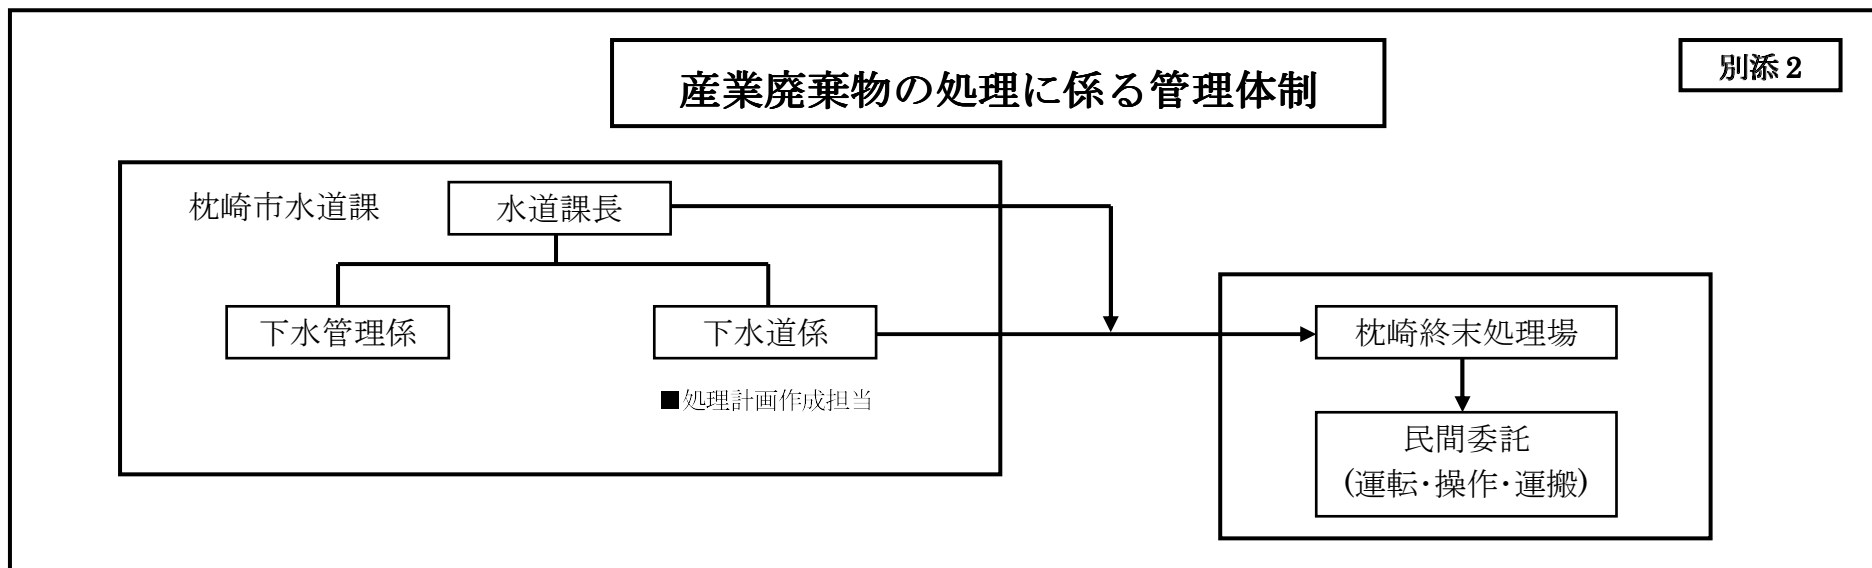 産業廃棄物の処理に係る管理体制
別添２
枕崎市水道課
水道課長
下水管理係
下水道係
■処理計画作成担当
枕崎終末処理場
民間委託
(運転･操作･運搬)